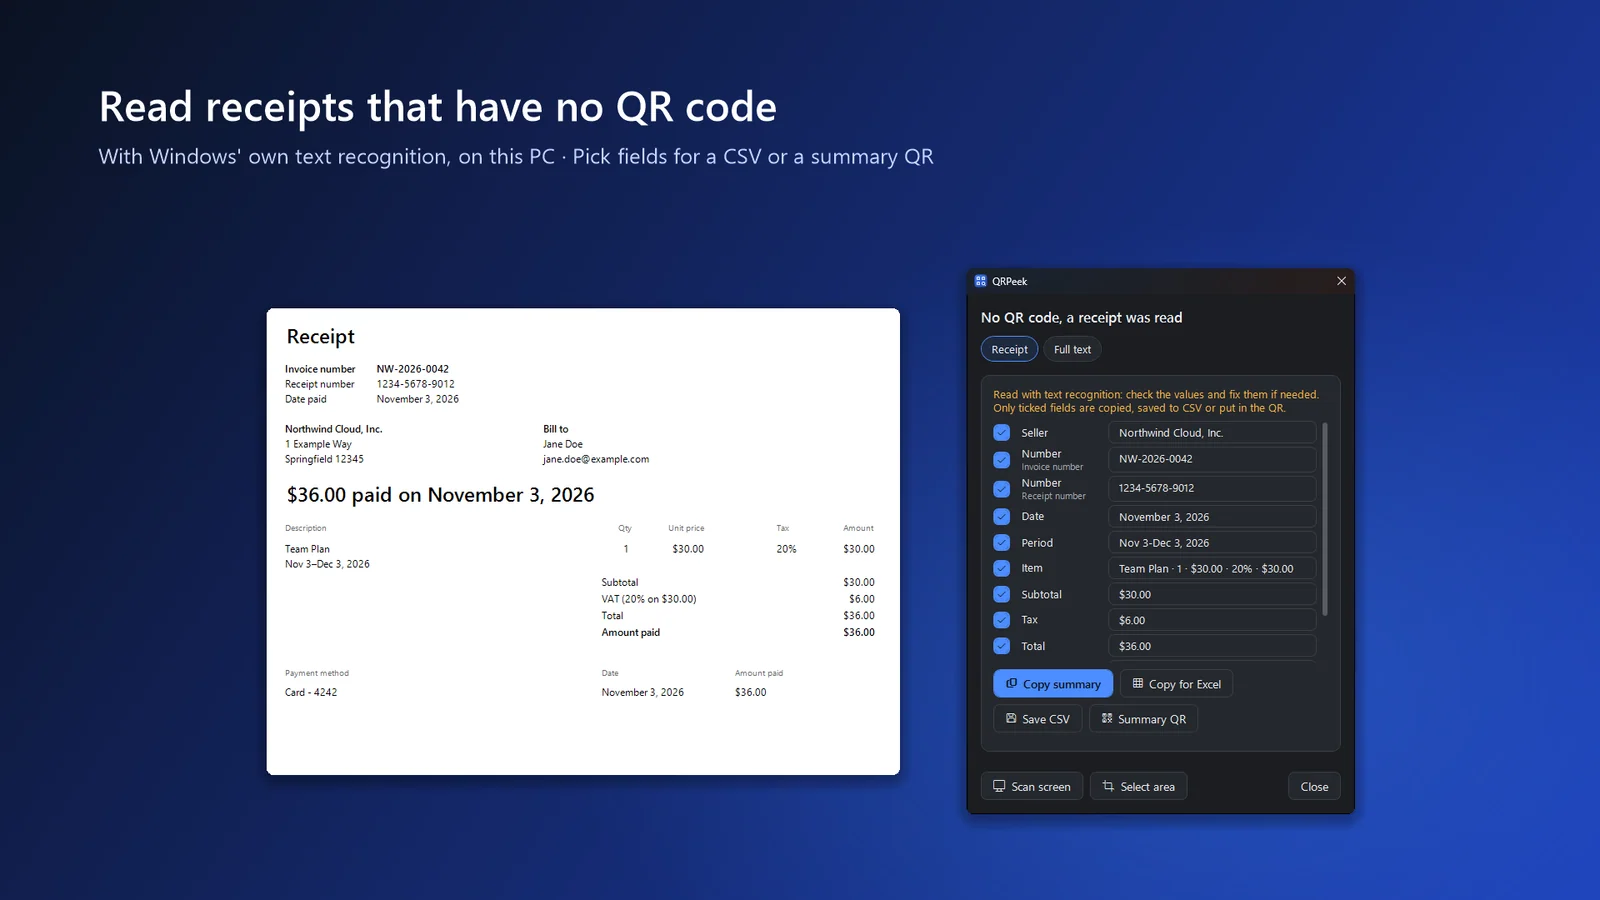 Read receipts that have no QR code
With Windows' own text recognition, on this PC · Pick fields for a CSV or a summary QR
Receipt
Invoice number NW-2026-0042
Receipt number 1234-5678-9012
Date paid November 3, 2026
Northwind Cloud, Inc.
1 Example Way
Springfield 12345
Bill to
Jane Doe
jane.doe@example.com
$36.00 paid on November 3, 2026
Description Qty Unit price Tax Amount
Team Plan 1 $30.00 20% $30.00
Nov 3–Dec 3, 2026
Subtotal $30.00
VAT (20% on $30.00) $6.00
Total $36.00
Amount paid $36.00
Payment method Date Amount paid
Card - 4242 November 3, 2026 $36.00
QRPeek
No QR code, a receipt was read
Receipt Full text
Read with text recognition: check the values and fix them if needed.
Only ticked fields are copied, saved to CSV or put in the QR.
Seller Northwind Cloud, Inc.
Number NW-2026-0042
Invoice number
Number 1234-5678-9012
Receipt number
Date November 3, 2026
Period Nov 3-Dec 3, 2026
Item Team Plan · 1 · $30.00 · 20% · $30.00
Subtotal $30.00
Tax $6.00
Total $36.00
Copy summary Copy for Excel
Save CSV Summary QR
Scan screen Select area Close